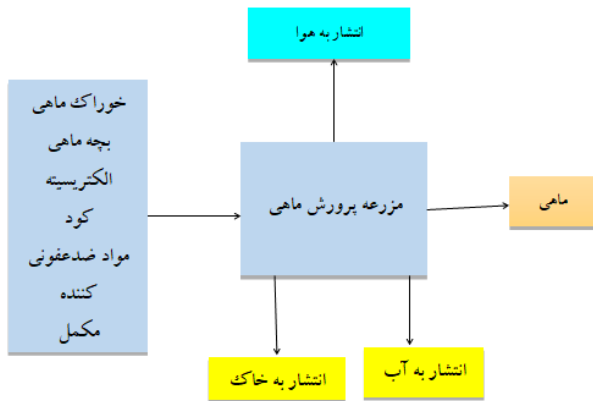 انتشار به هوا
خوراک ماهی
بچه ماهی
الکتریسیته
کود
مواد ضدعفونی
کننده
مکمل
مزرعه پرورش ماهی
ماهی
انتشار به خاک
انتشار به آب